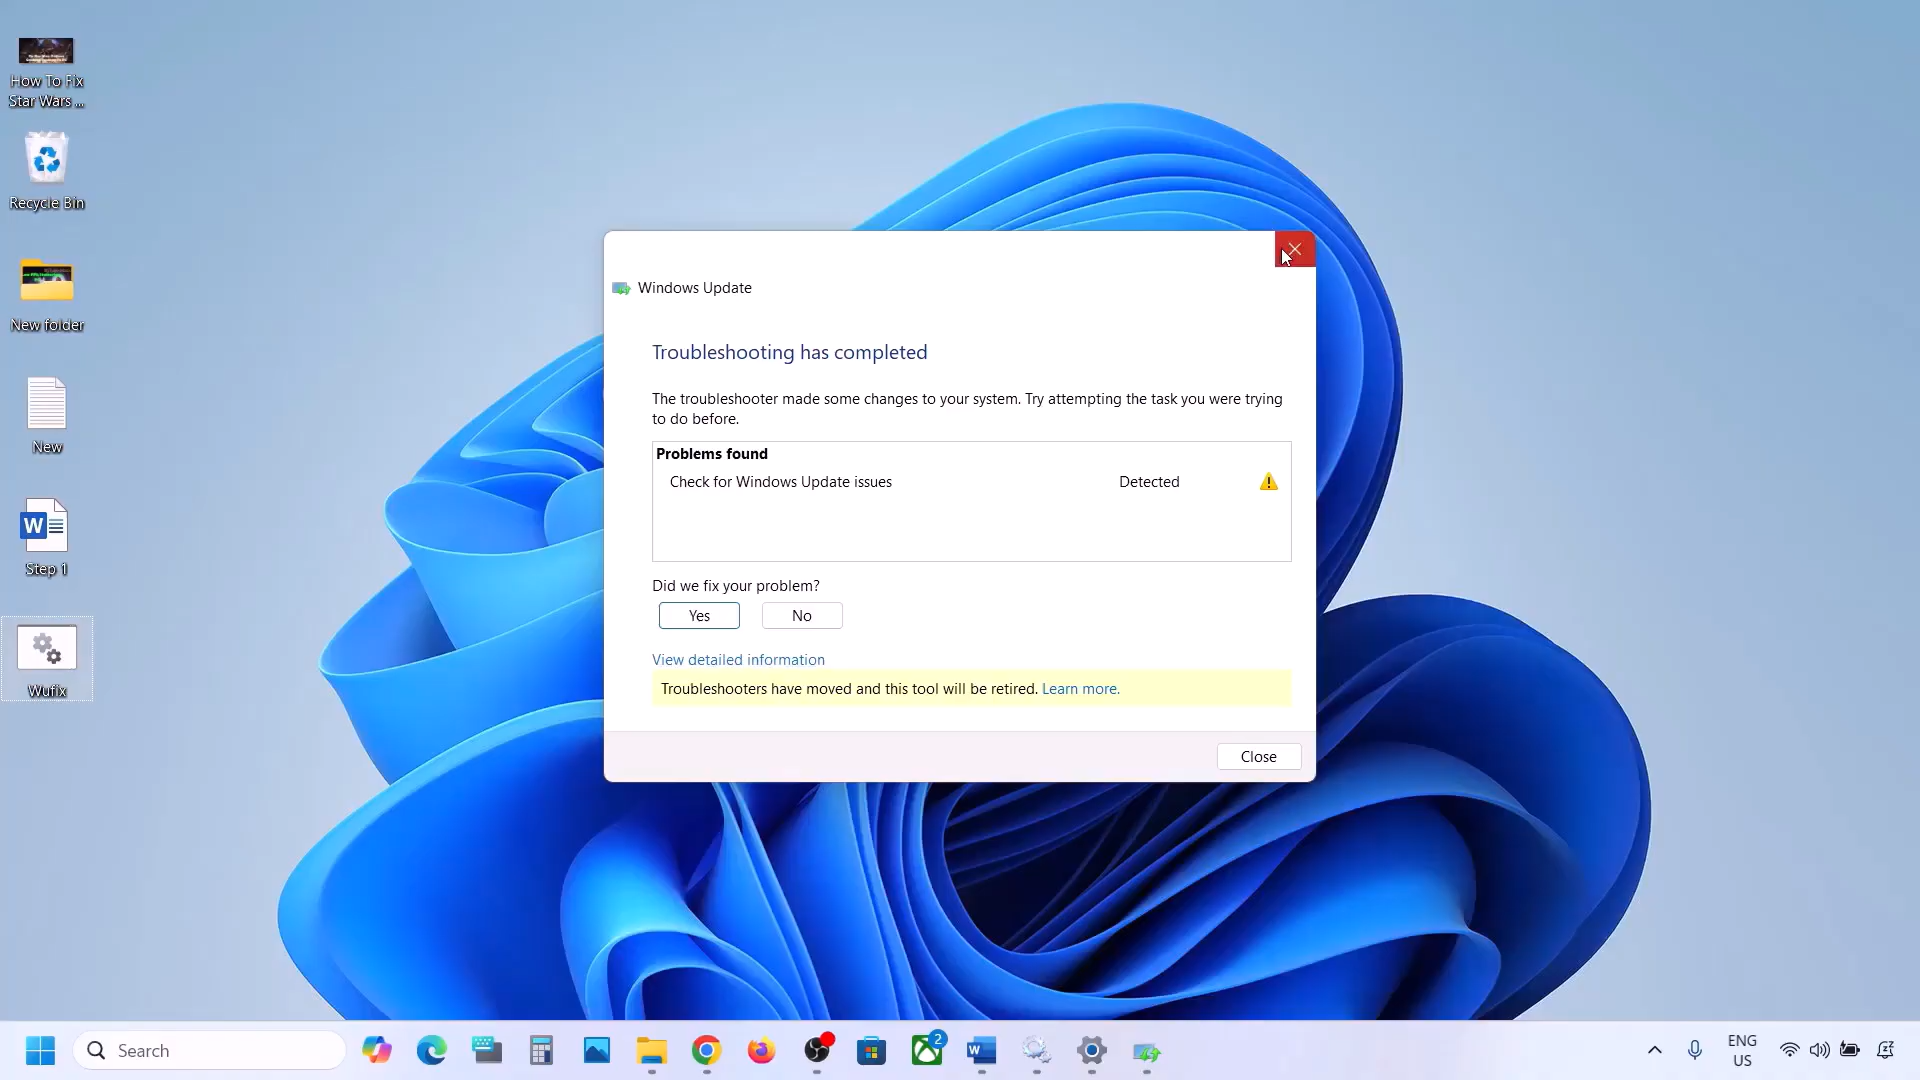 How To Fix
Star Wars ...
Recycle Bin
New folder
New
W
Step 1
Wufix
Windows Update
Troubleshooting has completed
The troubleshooter made some changes to your system. Try attempting the task you were trying
to do before.
Problems found
Check for Windows Update issues Detected
Did we fix your problem?
Yes No
View detailed information
Troubleshooters have moved and this tool will be retired. Learn more.
Close
Search
2
W
ENG
US